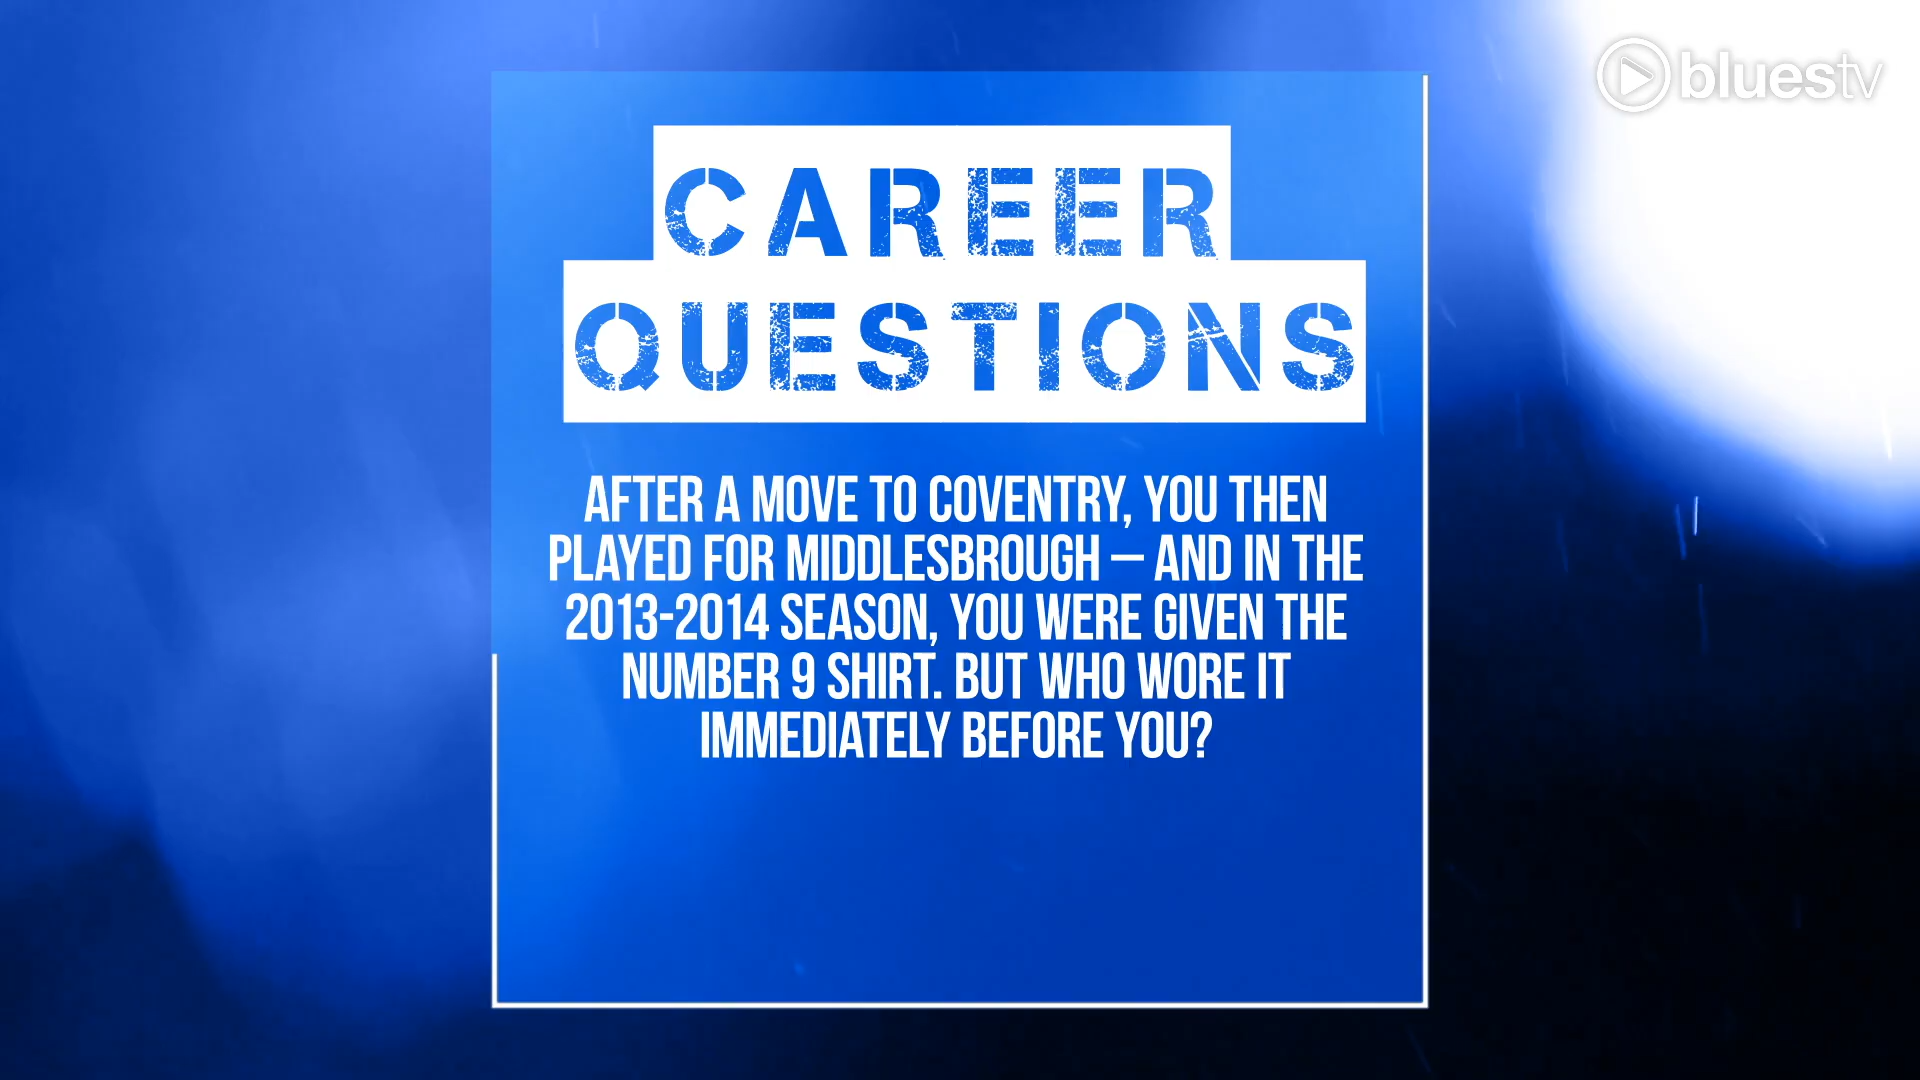 bluestv
CAREER
QUESTIONS
AFTER A MOVE TO COVENTRY, YOU THEN
PLAYED FOR MIDDLESBROUGH – AND IN THE
2013-2014 SEASON, YOU WERE GIVEN THE
NUMBER 9 SHIRT. BUT WHO WORE IT
IMMEDIATELY BEFORE YOU?